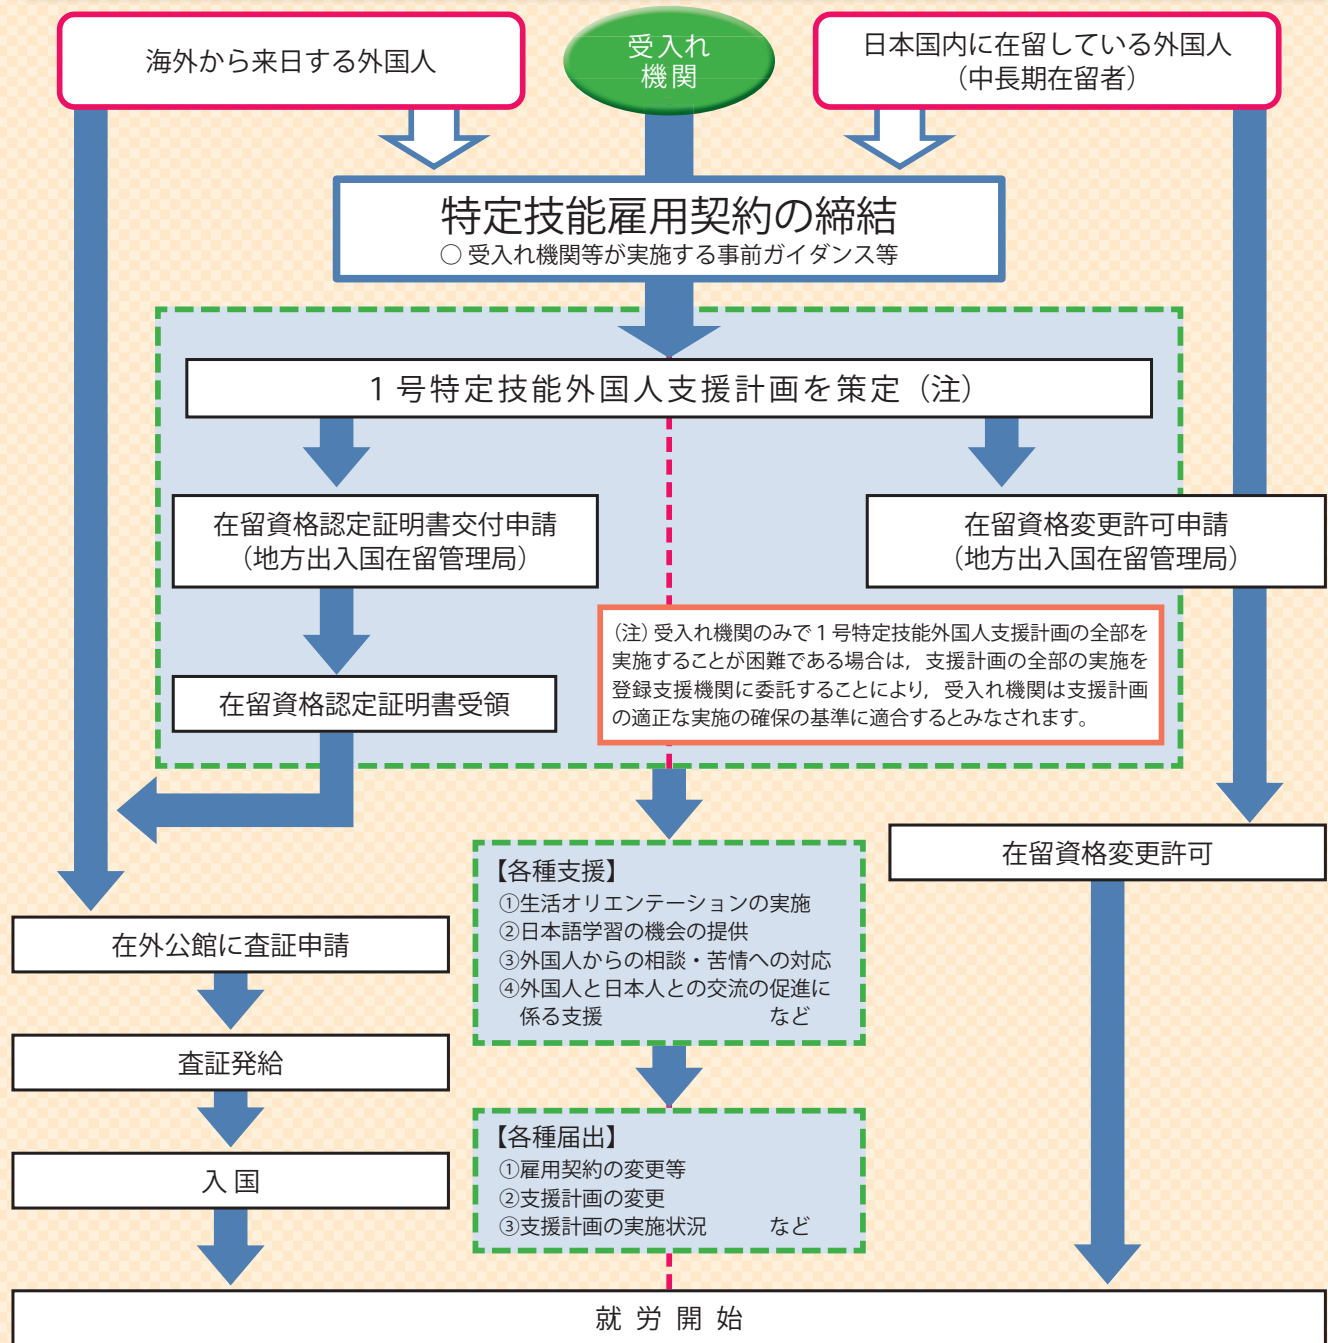 海外から来日する外国人
受入れ
機関
日本国内に在留している外国人
（中長期在留者）
特定技能雇用契約の締結
○ 受入れ機関等が実施する事前ガイダンス等
１号特定技能外国人支援計画を策定（注）
在留資格認定証明書交付申請
（地方出入国在留管理局）
在留資格変更許可申請
（地方出入国在留管理局）
（注）受入れ機関のみで１号特定技能外国人支援計画の全部を
実施することが困難である場合は，支援計画の全部の実施を
登録支援機関に委託することにより，受入れ機関は支援計画
の適正な実施の確保の基準に適合するとみなされます。
在留資格認定証明書受領
在留資格変更許可
【各種支援】
①生活オリエンテーションの実施
②日本語学習の機会の提供
③外国人からの相談・苦情への対応
④外国人と日本人との交流の促進に
係る支援 など
在外公館に査証申請
査証発給
入国
【各種届出】
①雇用契約の変更等
②支援計画の変更
③支援計画の実施状況 など
就労開始